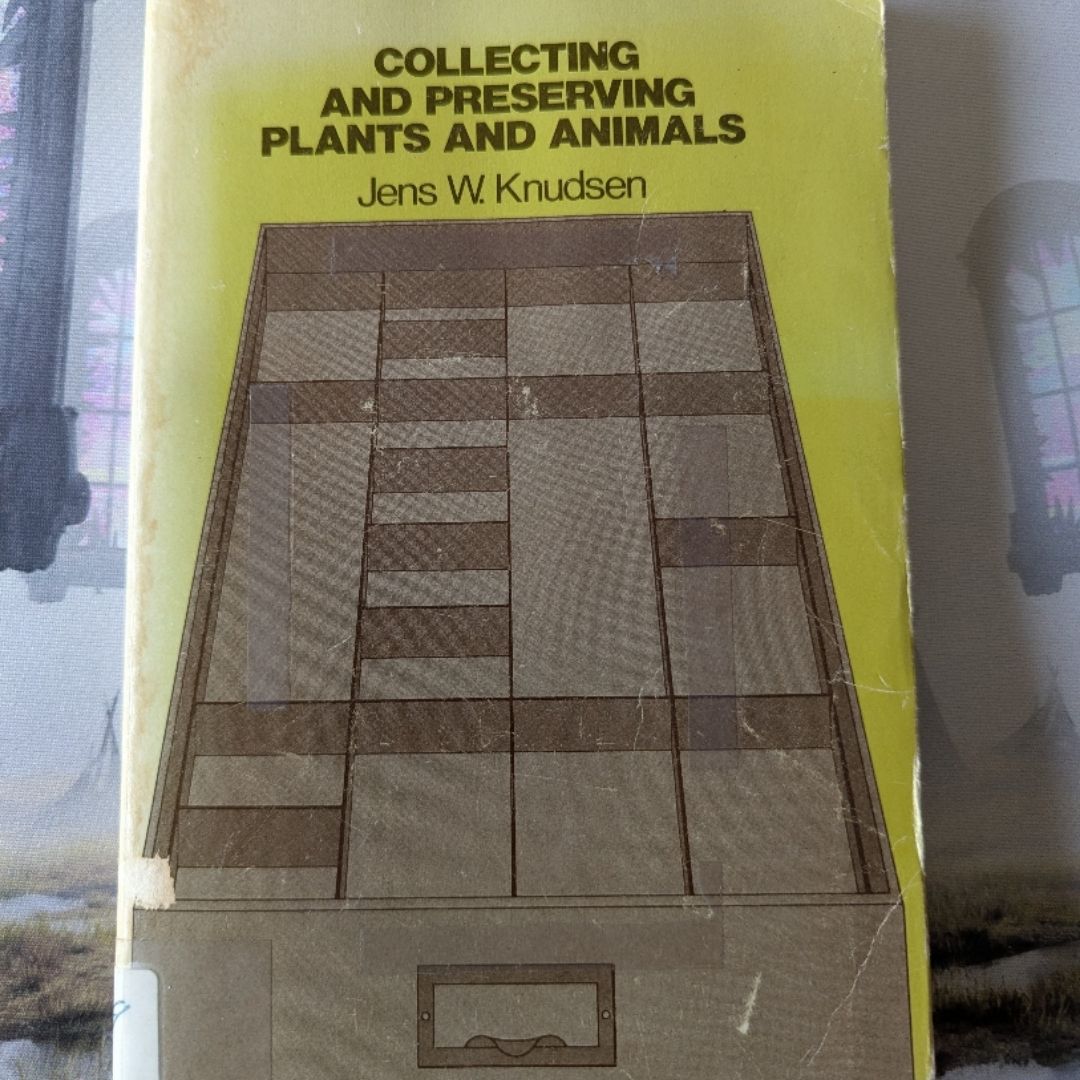 COLLECTING
AND PRESERVING
PLANTS AND ANIMALS
Jens W. Knudsen